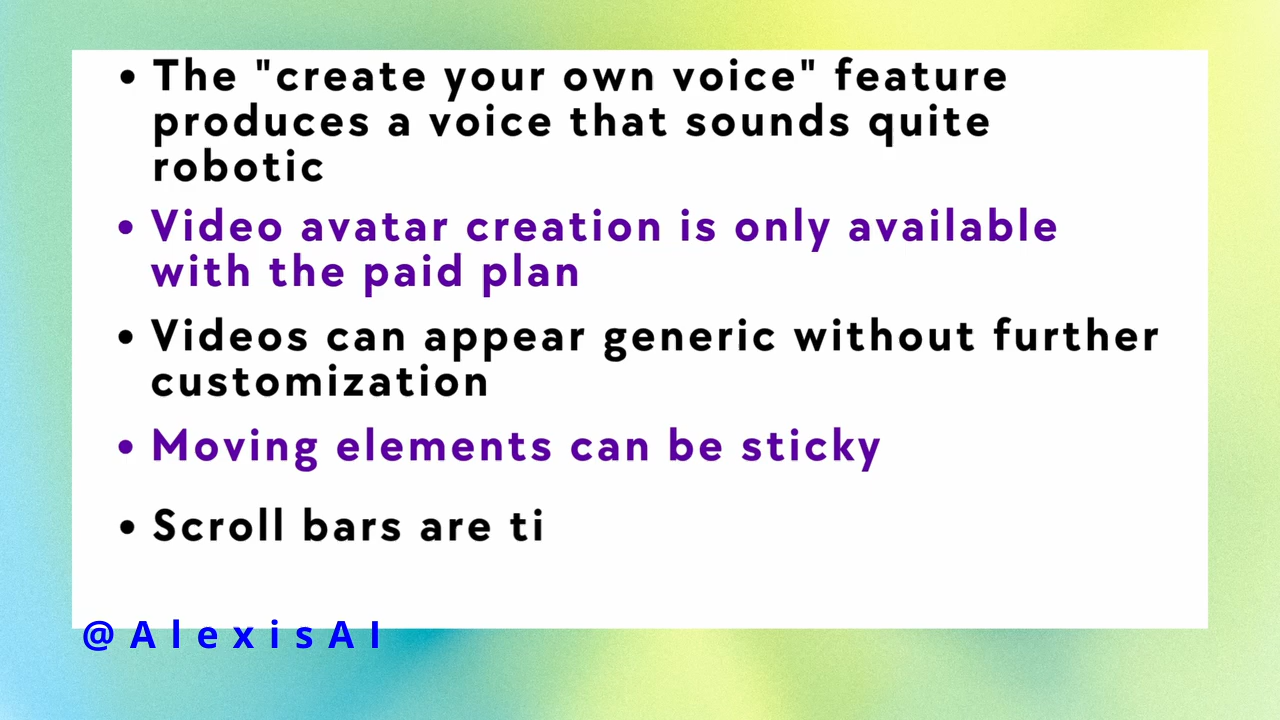 • The "create your own voice" feature
produces a voice that sounds quite
robotic
• Video avatar creation is only available
with the paid plan
• Videos can appear generic without further
customization
• Moving elements can be sticky
• Scroll bars are ti
@AlexisAI